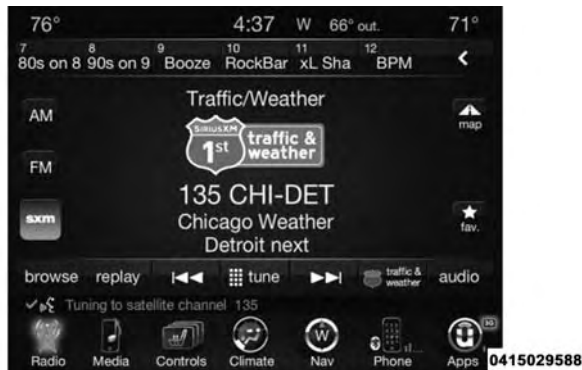 76° 4:37 W 66° out. 71°
7 8 9 10 11 12
80s on 8 90s on 9 Booze RockBar xL Sha BPM
Traffic/Weather
AM
map
SIRIUSXM
1st traffic & weather
FM
135 CHI-DET
sxm
Chicago Weather
fav.
Detroit next
browse replay tune traffic & weather audio
Tuning to satellite channel 135
3G
Radio Media Controls Climate Nav Phone Apps
W
0415029588